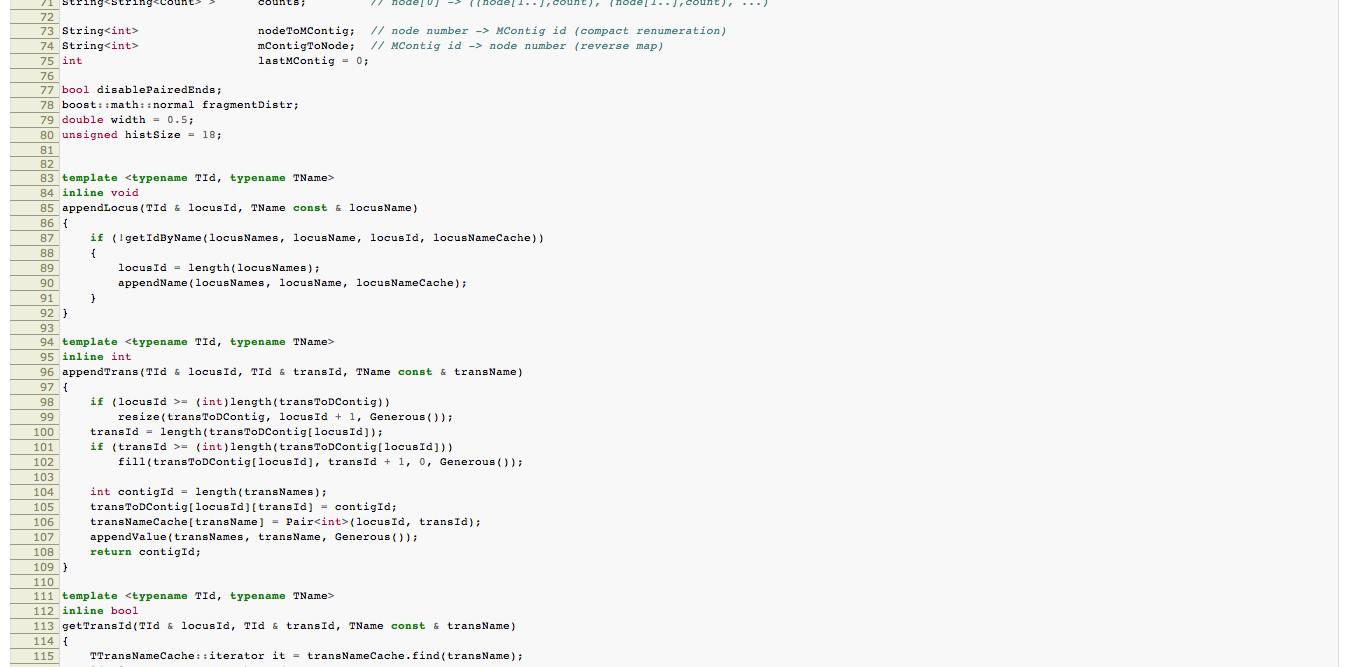 71 String<String<Count> >      counts;         // node[0] -> ((node[1..],count), (node[1..],count), ...)
72
73 String<int>                 nodeToMContig;  // node number -> MContig id (compact renumeration)
74 String<int>                 mContigToNode;  // MContig id -> node number (reverse map)
75 int                         lastMContig = 0;
76
77 bool disablePairedEnds;
78 boost::math::normal fragmentDistr;
79 double width = 0.5;
80 unsigned histSize = 18;
81
82
83 template <typename TId, typename TName>
84 inline void
85 appendLocus(TId & locusId, TName const & locusName)
86 {
87     if (!getIdByName(locusNames, locusName, locusId, locusNameCache))
88     {
89         locusId = length(locusNames);
90         appendName(locusNames, locusName, locusNameCache);
91     }
92 }
93
94 template <typename TId, typename TName>
95 inline int
96 appendTrans(TId & locusId, TId & transId, TName const & transName)
97 {
98     if (locusId >= (int)length(transToDContig))
99         resize(transToDContig, locusId + 1, Generous());
100     transId = length(transToDContig[locusId]);
101     if (transId >= (int)length(transToDContig[locusId]))
102         fill(transToDContig[locusId], transId + 1, 0, Generous());
103
104     int contigId = length(transNames);
105     transToDContig[locusId][transId] = contigId;
106     transNameCache[transName] = Pair<int>(locusId, transId);
107     appendValue(transNames, transName, Generous());
108     return contigId;
109 }
110
111 template <typename TId, typename TName>
112 inline bool
113 getTransId(TId & locusId, TId & transId, TName const & transName)
114 {
115     TTransNameCache::iterator it = transNameCache.find(transName);